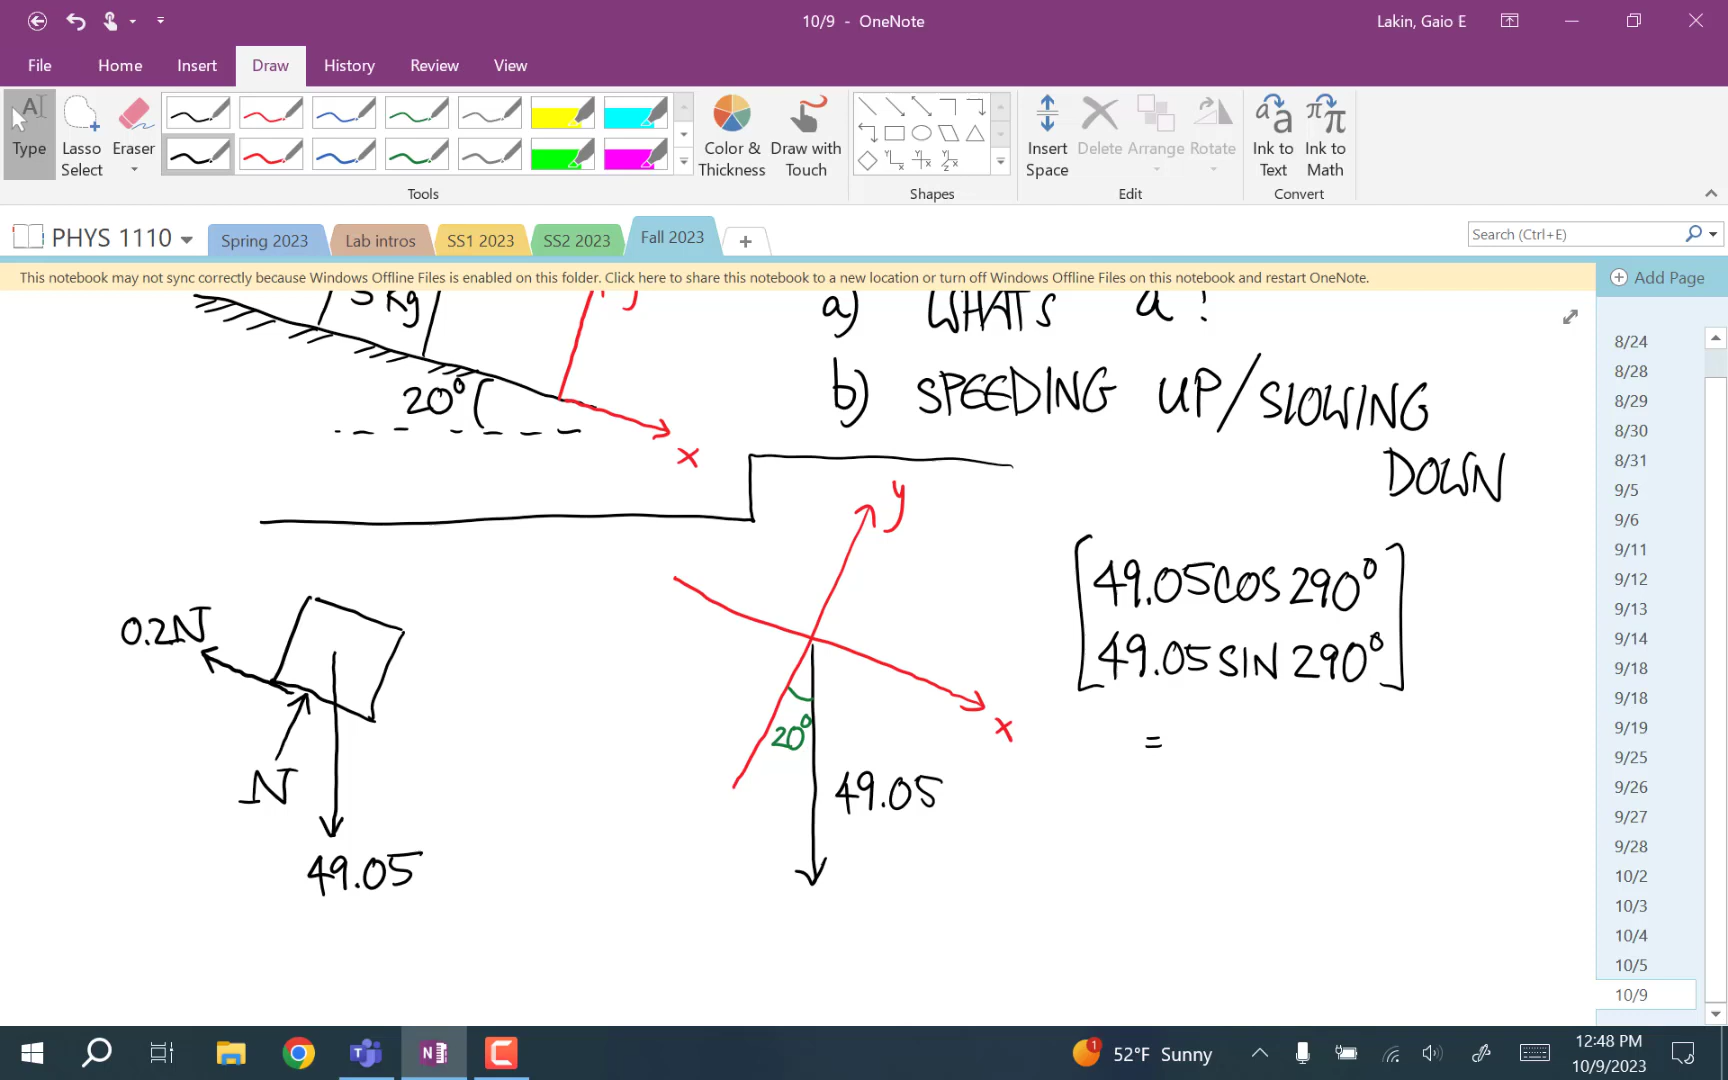 10/9 - OneNote
Lakin, Gaio E
File Home Insert Draw History Review View
Type
Lasso Select
Eraser
Color & Thickness
Draw with Touch
Insert Space
Delete
Arrange
Rotate
Ink to Text
Ink to Math
Tools
Shapes
Edit
Convert
PHYS 1110
Spring 2023
Lab intros
SS1 2023
SS2 2023
Fall 2023
Search (Ctrl+E)
This notebook may not sync correctly because Windows Offline Files is enabled on this folder. Click here to share this notebook to a new location or turn off Windows Offline Files on this notebook and restart OneNote.
Add Page
5 kg
y
20°
x
a) WHATS a?
b) SPEEDING UP/SLOWING
DOWN
0.2N
N
49.05
y
x
20°
49.05
[49.05 COS 290°]
[49.05 SIN 290°]
=
8/24
8/28
8/29
8/30
8/31
9/5
9/6
9/11
9/12
9/13
9/14
9/18
9/18
9/19
9/25
9/26
9/27
9/28
10/2
10/3
10/4
10/5
10/9
1
52°F Sunny
12:48 PM
10/9/2023